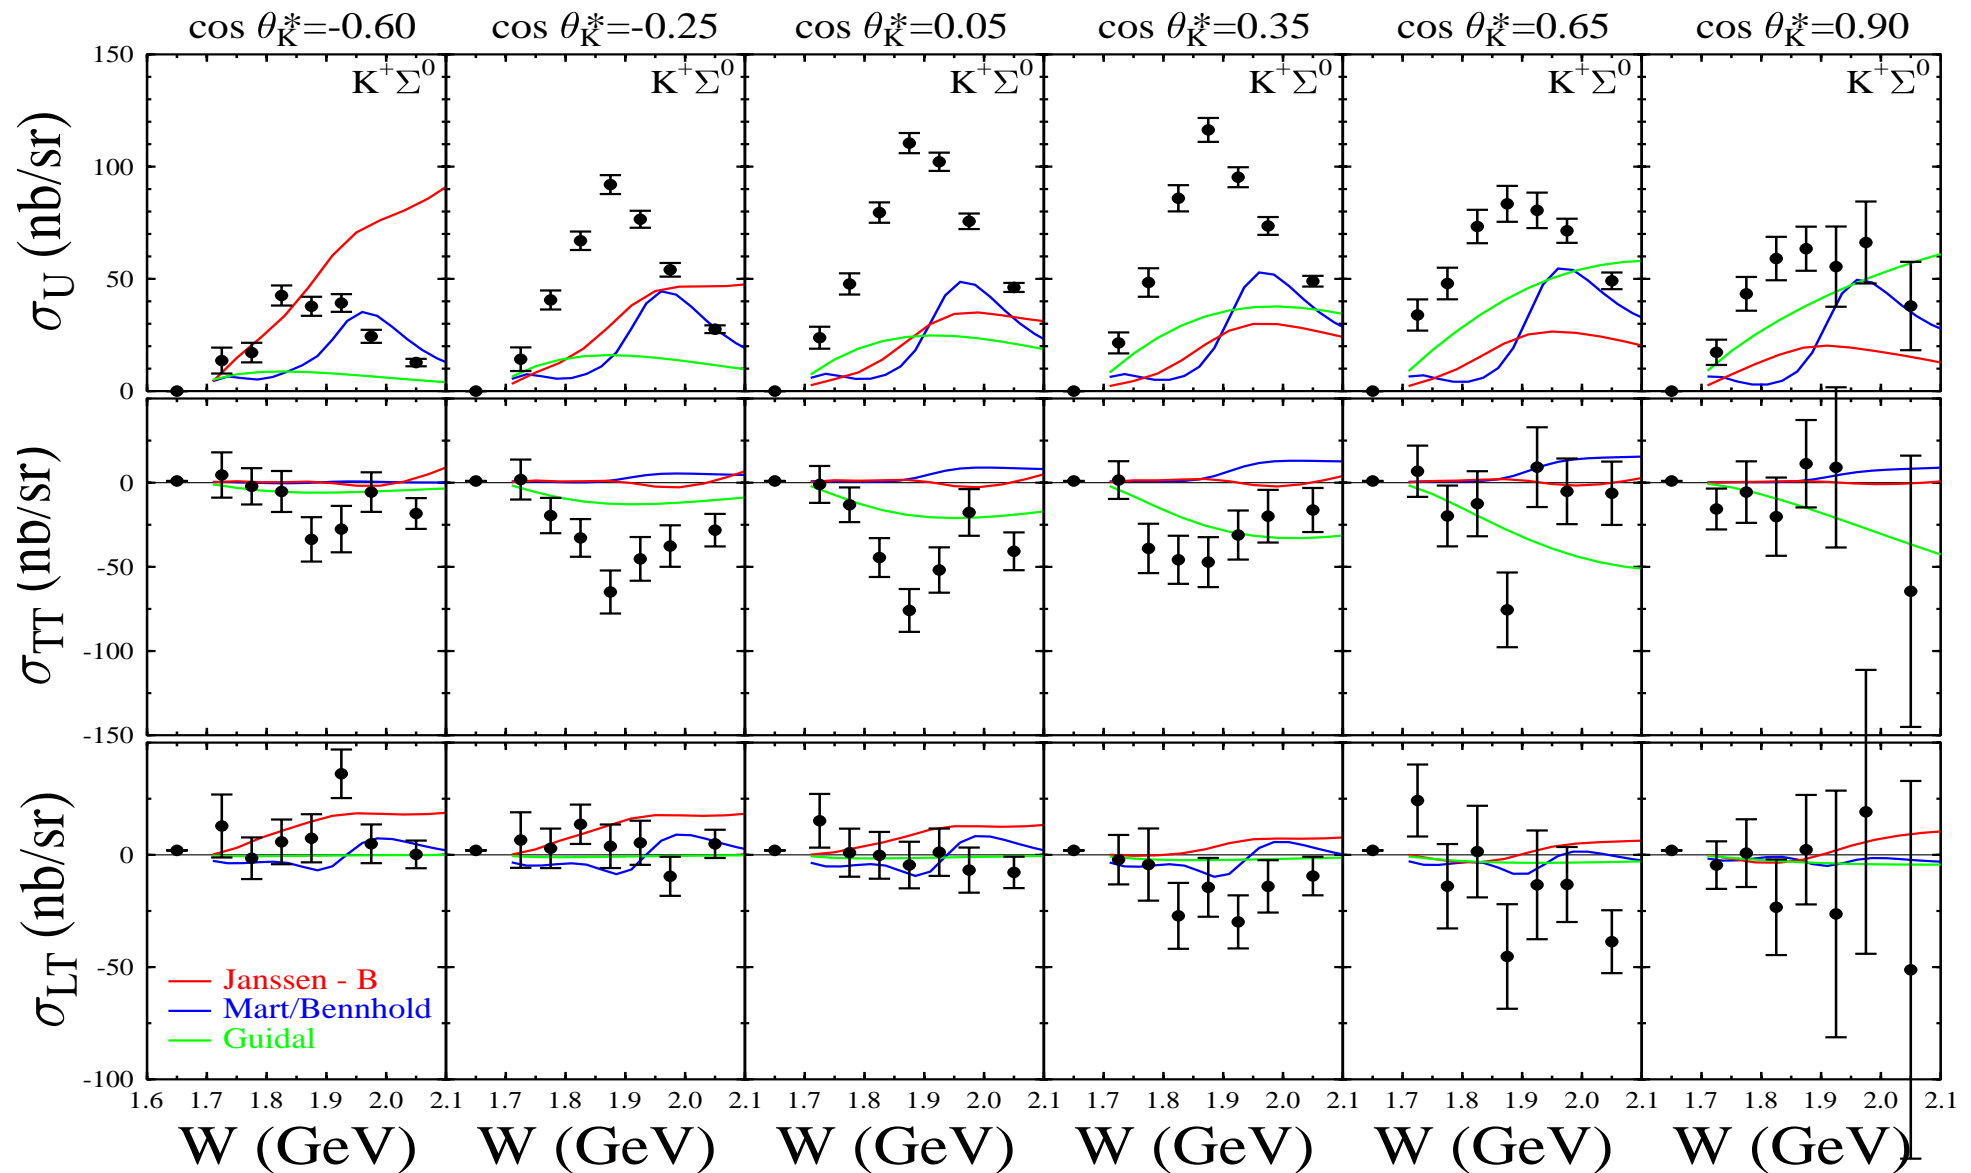 cos θ*K=-0.60 cos θ*K=-0.25 cos θ*K=0.05 cos θ*K=0.35 cos θ*K=0.65 cos θ*K=0.90
150
K⁺Σ⁰ K⁺Σ⁰ K⁺Σ⁰ K⁺Σ⁰ K⁺Σ⁰ K⁺Σ⁰
100
σU (nb/sr)
50
0
0
σTT (nb/sr)
-50
-100
-150
0
σLT (nb/sr)
-50
Janssen - B
Mart/Bennhold
Guidal
-100
1.6 1.7 1.8 1.9 2.0 2.1 1.7 1.8 1.9 2.0 2.1 1.7 1.8 1.9 2.0 2.1 1.7 1.8 1.9 2.0 2.1 1.7 1.8 1.9 2.0 2.1 1.7 1.8 1.9 2.0 2.1
W (GeV) W (GeV) W (GeV) W (GeV) W (GeV) W (GeV)